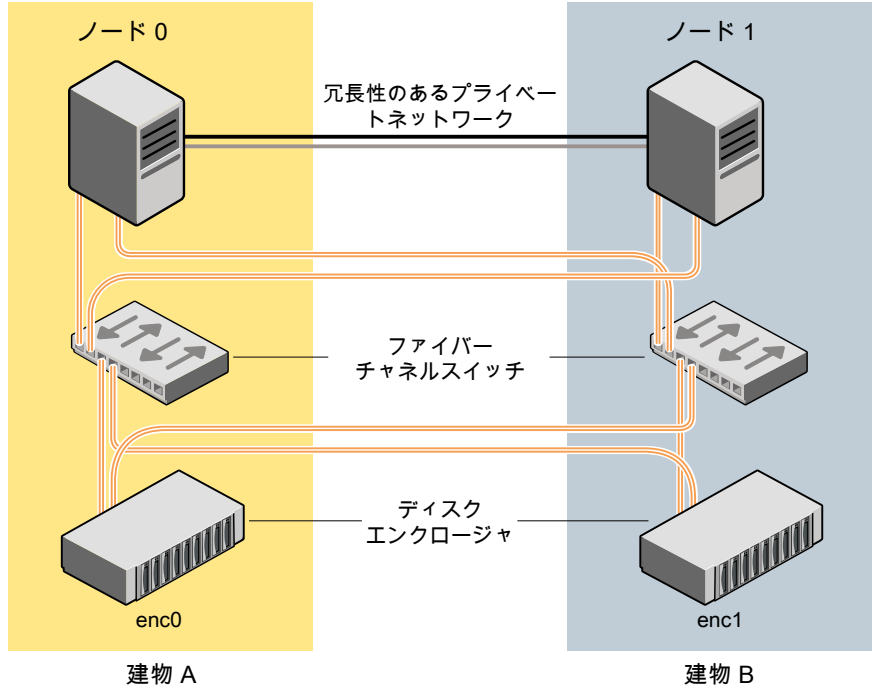 ノード 0
ノード 1
冗長性のあるプライベー
トネットワーク
ファイバー
チャネルスイッチ
ディスク
エンクロージャ
enc0
enc1
建物 A
建物 B